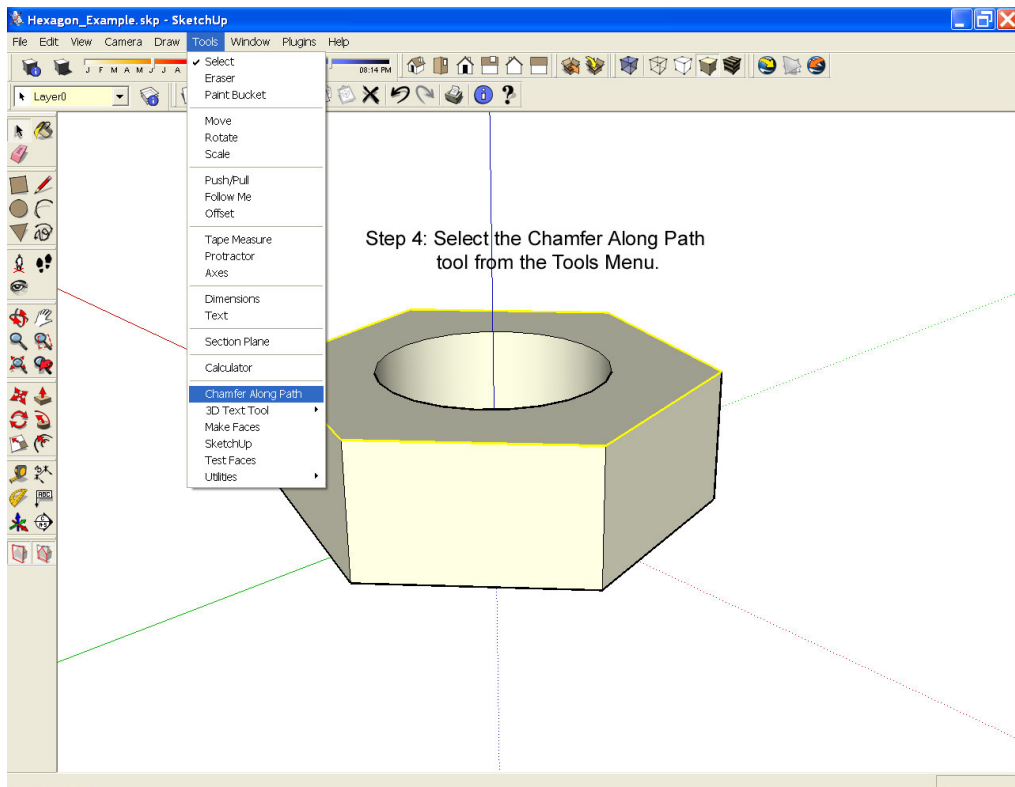 Hexagon_Example.skp - SketchUp
File Edit View Camera Draw Tools Window Plugins Help
J F M A M J J A
08:14 PM
Layer0
Select
Eraser
Paint Bucket
Move
Rotate
Scale
Push/Pull
Follow Me
Offset
Tape Measure
Protractor
Axes
Dimensions
Text
Section Plane
Calculator
Chamfer Along Path
3D Text Tool
Make Faces
SketchUp
Test Faces
Utilities
Step 4: Select the Chamfer Along Path
tool from the Tools Menu.